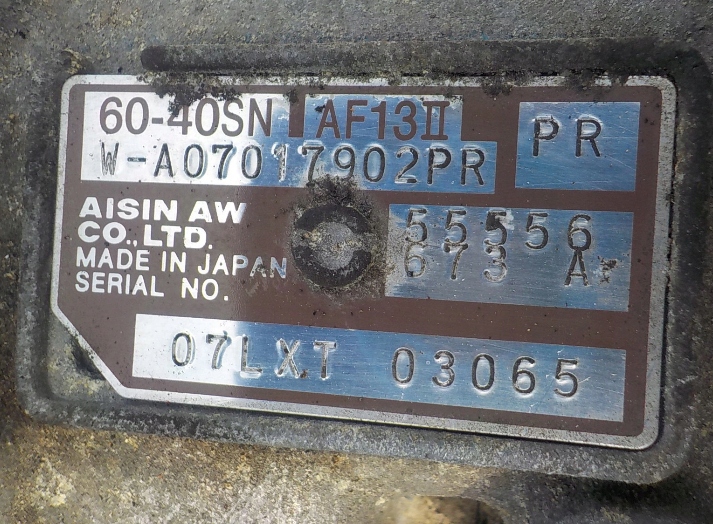 60-40SN AF13II PR
W-A07017902PR
AISIN AW
CO.,LTD.
MADE IN JAPAN
SERIAL NO.
55556
673 A
07LXT 03065